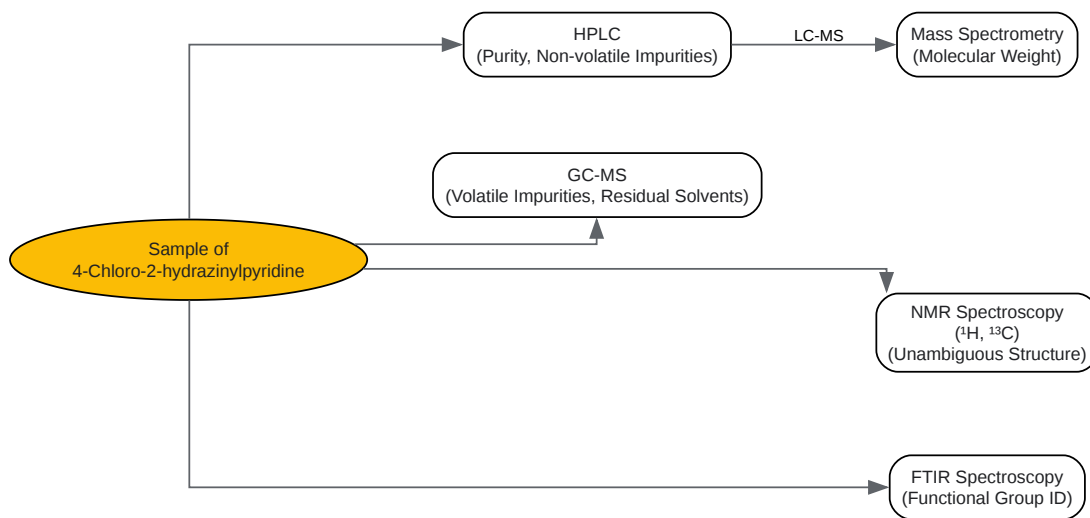 HPLC
(Purity, Non-volatile Impurities)
LC-MS
Mass Spectrometry
(Molecular Weight)
GC-MS
(Volatile Impurities, Residual Solvents)
Sample of
4-Chloro-2-hydrazinylpyridine
NMR Spectroscopy
(¹H, ¹³C)
(Unambiguous Structure)
FTIR Spectroscopy
(Functional Group ID)